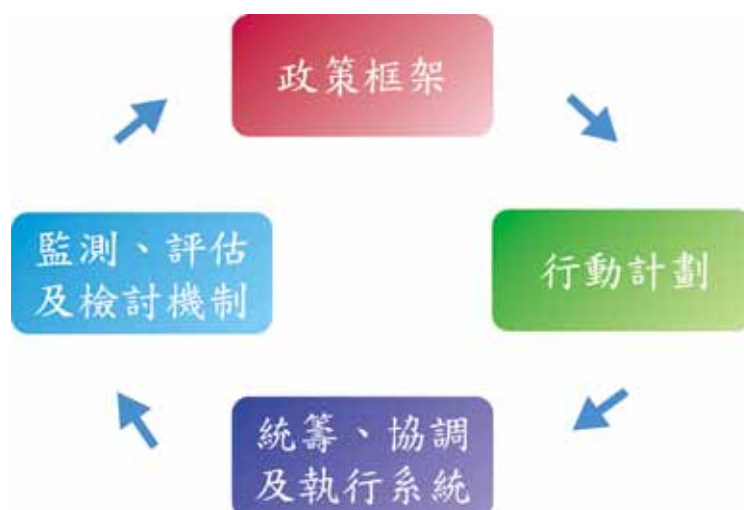 政策框架
行動計劃
統籌、協調
及執行系統
監測、評估
及檢討機制